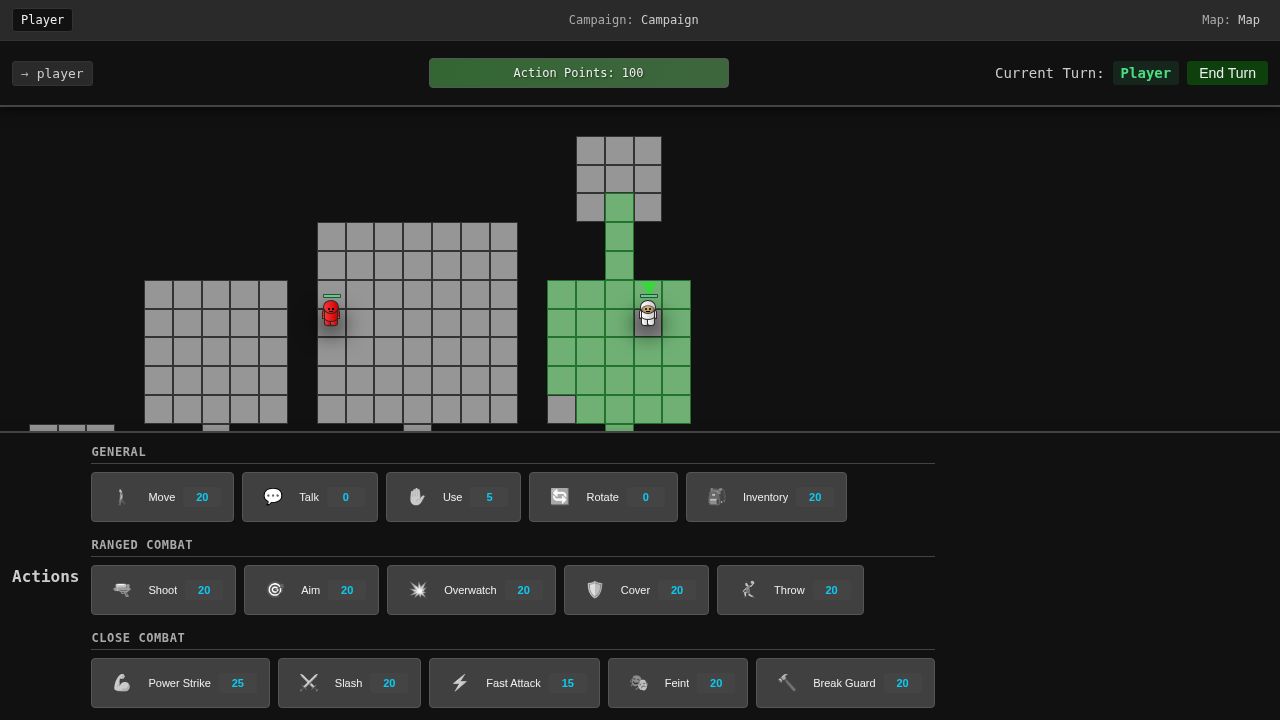 Player
Campaign: Campaign
Map: Map
→ player
Action Points: 100
Current Turn: Player
End Turn
GENERAL
Move 20
Talk 0
Use 5
Rotate 0
Inventory 20
RANGED COMBAT
Actions
Shoot 20
Aim 20
Overwatch 20
Cover 20
Throw 20
CLOSE COMBAT
Power Strike 25
Slash 20
Fast Attack 15
Feint 20
Break Guard 20